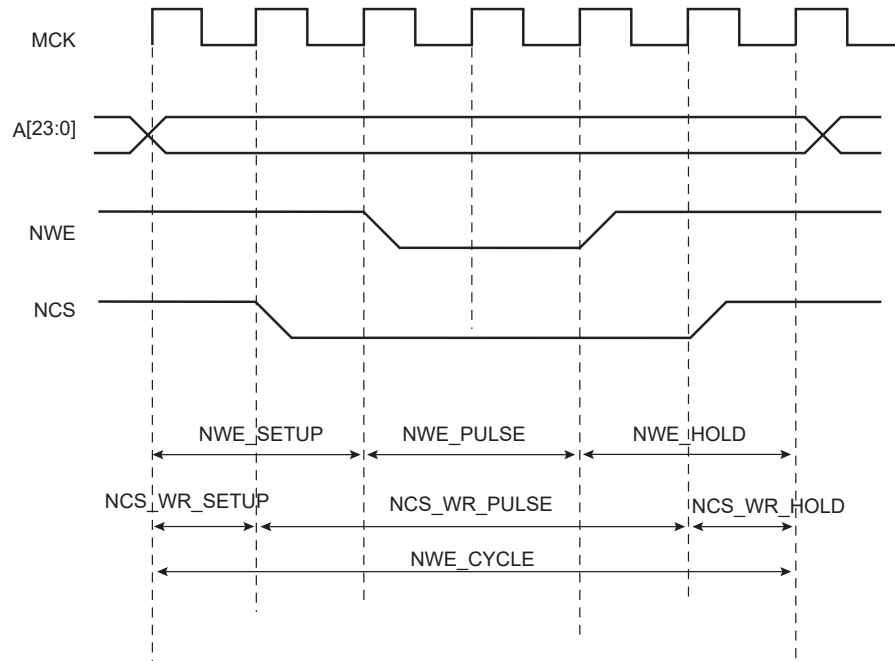 MCK
A[23:0]
NWE
NCS
NWE_SETUP NWE_PULSE NWE_HOLD
NCS_WR_SETUP NCS_WR_PULSE NCS_WR_HOLD
NWE_CYCLE